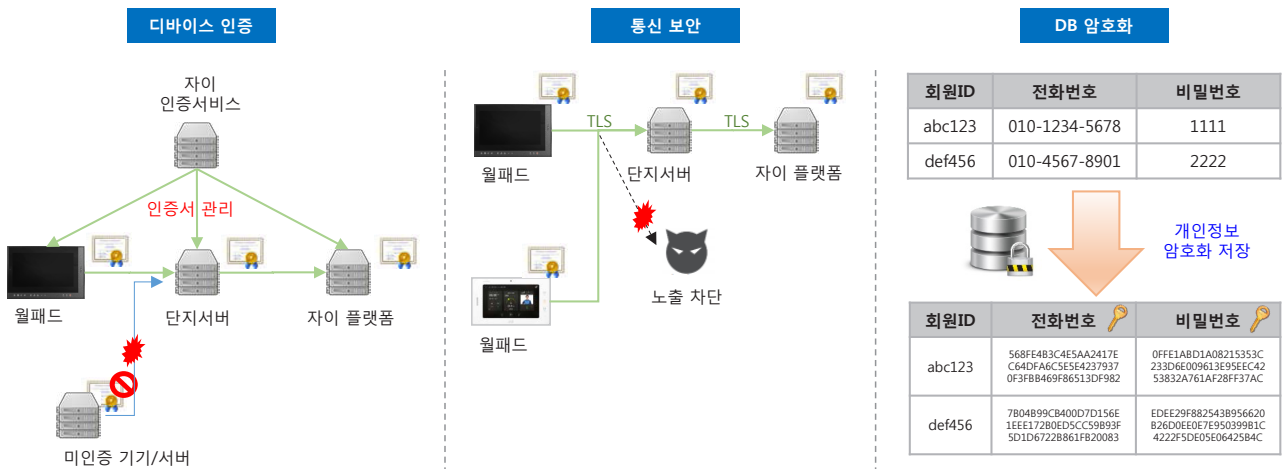 디바이스 인증
자이
인증서비스
인증서 관리
월패드
단지서버
자이 플랫폼
미인증 기기/서버
통신 보안
TLS
TLS
월패드
단지서버
자이 플랫폼
노출 차단
월패드
DB 암호화
회원ID 전화번호 비밀번호
abc123 010-1234-5678 1111
def456 010-4567-8901 2222
개인정보
암호화 저장
회원ID 전화번호 비밀번호
abc123
568FE4B3C4E5AA2417E
C64DFA6C5E5E4237937
0F3FBB469F86513DF982
0FFE1ABD1A08215353C
233D6E009613E95EEC42
53832A761AF28FF37AC
def456
7B04B99CB400D7D156E
1EEE172B0ED5CC59B93F
5D1D6722B861FB20083
EDEE29F882543B956620
B26D0EE0E7E950399B1C
4222F5DE05E06425B4C